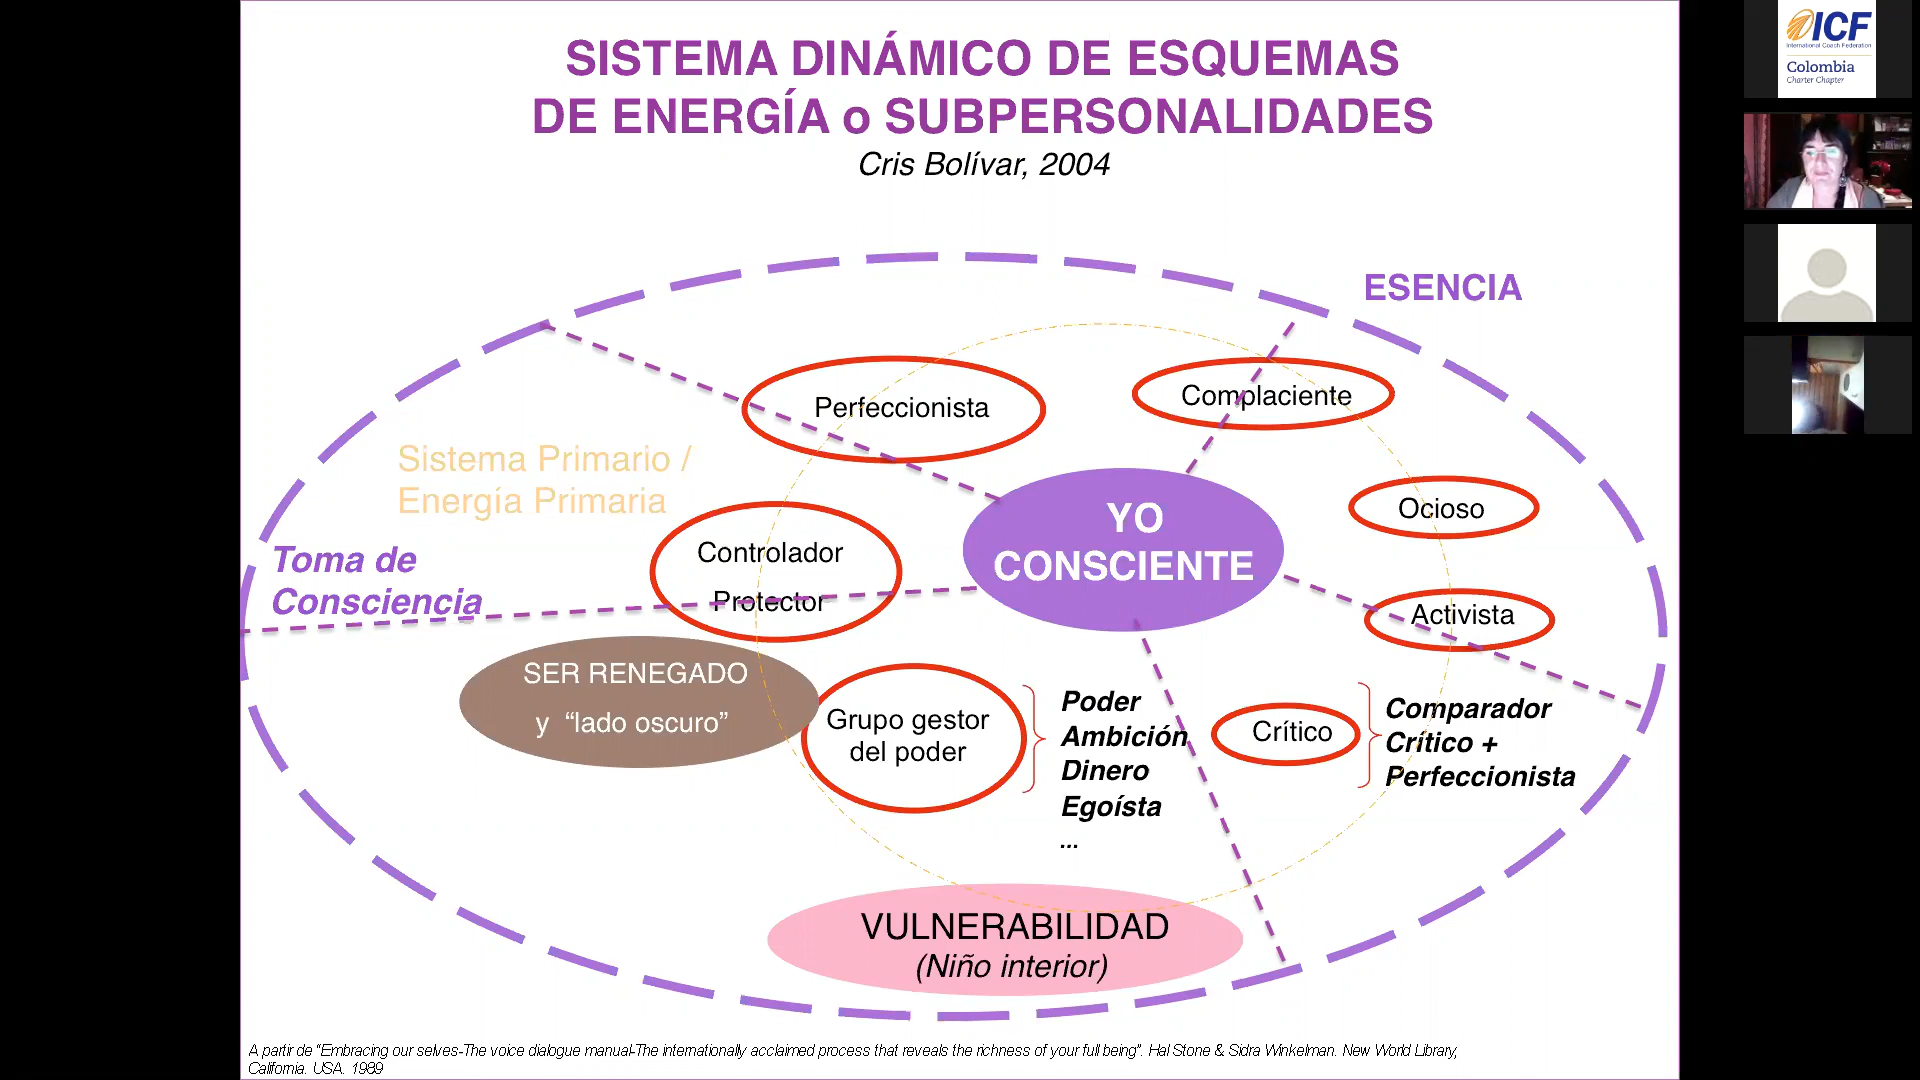 SISTEMA DINÁMICO DE ESQUEMAS
DE ENERGÍA o SUBPERSONALIDADES
Cris Bolívar, 2004
ESENCIA
Perfeccionista
Complaciente
Sistema Primario /
Energía Primaria
YO
CONSCIENTE
Ocioso
Toma de
Consciencia
Controlador
Protector
Activista
SER RENEGADO
y “lado oscuro”
Grupo gestor
del poder
Poder
Ambición
Dinero
Egoísta
...
Crítico
Comparador
Crítico +
Perfeccionista
VULNERABILIDAD
(Niño interior)
A partir de “Embracing our selves-The voice dialogue manual-The internationally acclaimed process that reveals the richness of your full being”. Hal Stone & Sidra Winkelman. New World Library,
California. USA. 1989
ICF
International Coach Federation
Colombia
Charter Chapter